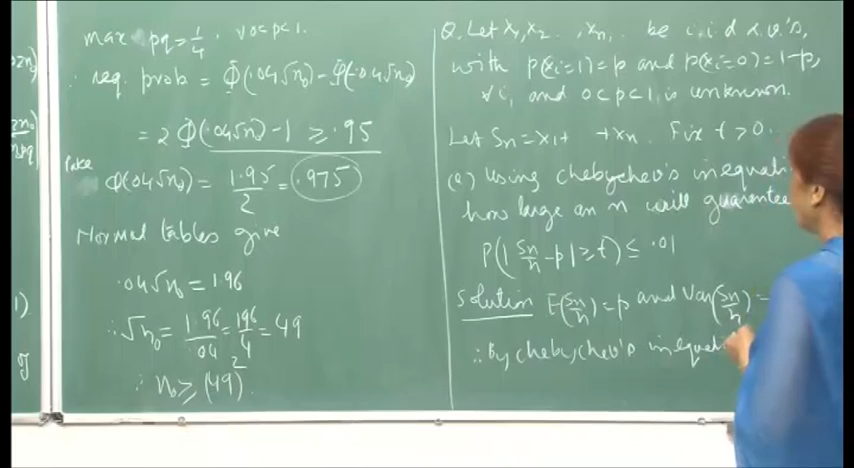 max pq = 1/4, ∀ 0<p<1.
∴ req. prob = Φ(.04√n₀) - Φ(-.04√n₀)
= 2Φ(.04√n₀) - 1 ≥ .95
Take
Φ(.04√n₀) = 1.95/2 = .975
Normal tables give
.04√n₀ = 1.96
∴ √n₀ = 1.96/.04 = 196/4 = 49
∴ n₀ ≥ (49)²
Q. Let X₁, X₂ .., Xn, be i,i d r.v.'s,
with P(Xi=1)=p and P(Xi=0)=1-p,
∀i, and 0<p<1, is unknown.
Let Sn = X₁+ +Xn. Fix t>0.
(a) Using Chebychev's
how large an n will guarantee
P(|Sn/n - p| ≥ t) ≤ .01
Solution E(Sn/n) = p and Var(Sn/n) =
∴ By Chebychev's